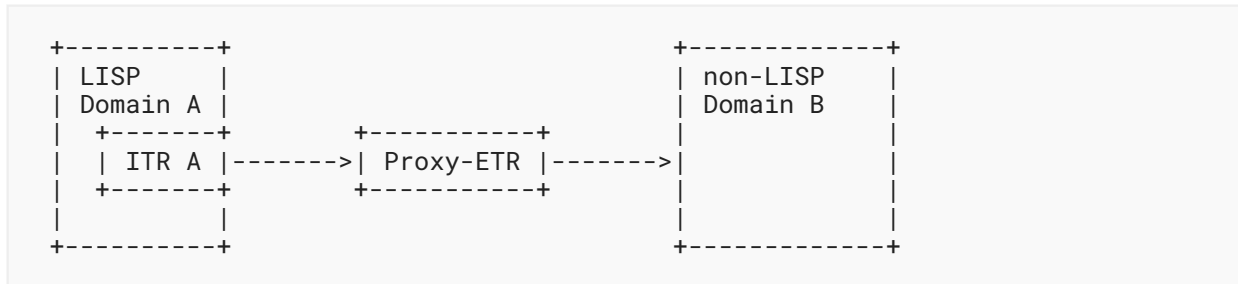 +----------+                              +-------------+
| LISP     |                              | non-LISP    |
| Domain A |                              | Domain B    |
|  +-------+        +-----------+         |             |
|  | ITR A |------->| Proxy-ETR |-------->|             |
|  +-------+        +-----------+         |             |
|          |                              |             |
+----------+                              +-------------+